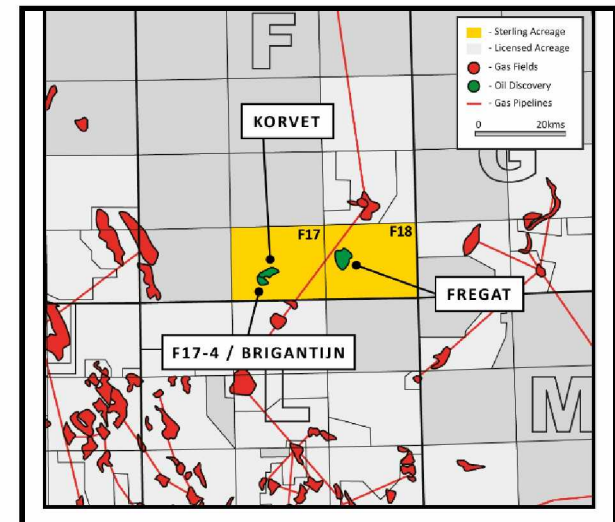 F
- Sterling Acreage
- Licensed Acreage
- Gas Fields
- Oil Discovery
- Gas Pipelines
0 20kms
G
KORVET
F17
F18
FREGAT
F17-4 / BRIGANTIJN
L
M